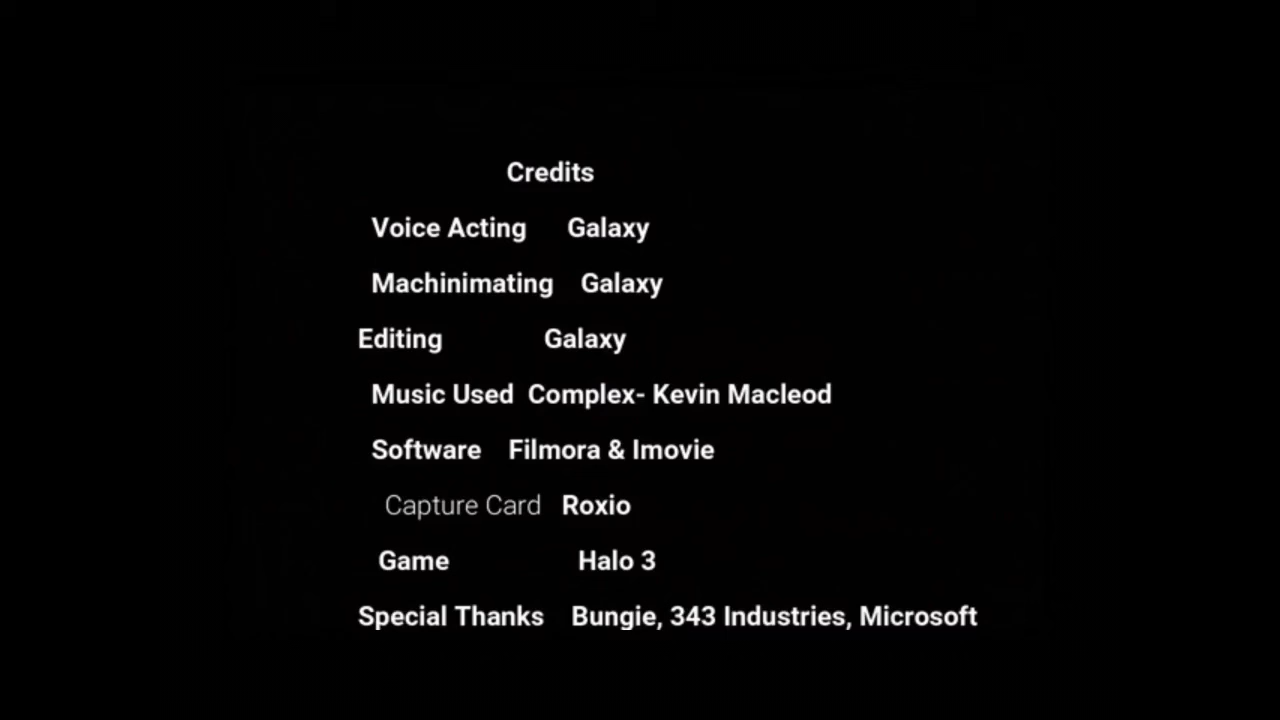 Credits
Voice Acting Galaxy
Machinimating Galaxy
Editing Galaxy
Music Used Complex- Kevin Macleod
Software Filmora & Imovie
Capture Card Roxio
Game Halo 3
Special Thanks Bungie, 343 Industries, Microsoft